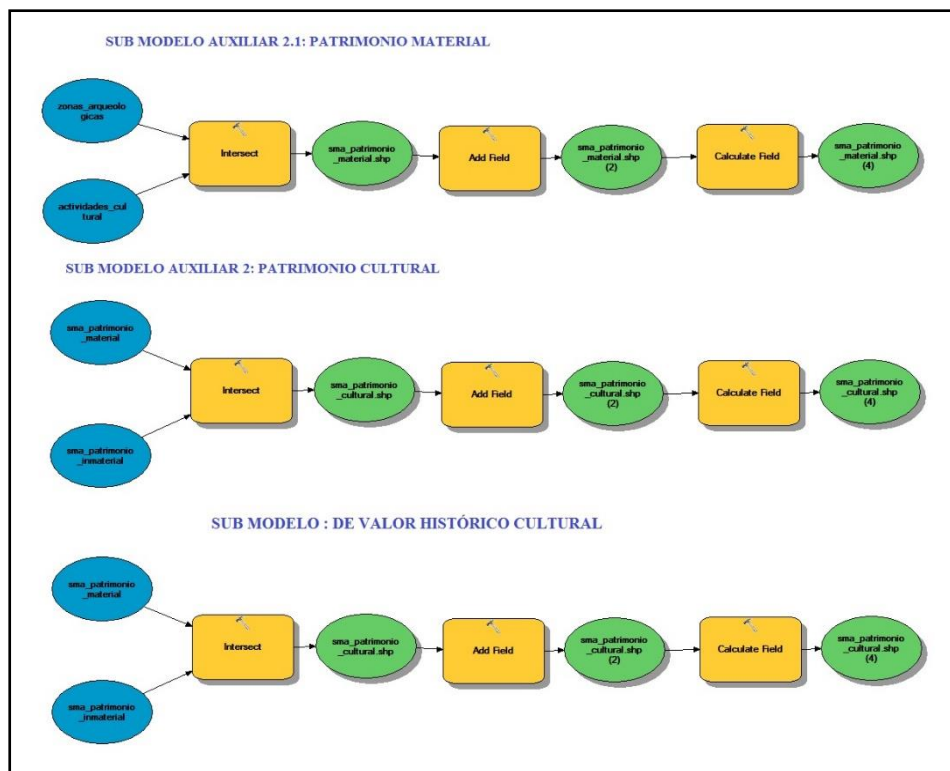 SUB MODELO AUXILIAR 2.1: PATRIMONIO MATERIAL
zonas_arqueolo
gicas
actividades_cul
tural
Intersect
sma_patrimonio
_material.shp
Add Field
sma_patrimonio
_material.shp
(2)
Calculate Field
sma_patrimonio
_material.shp
(4)
SUB MODELO AUXILIAR 2: PATRIMONIO CULTURAL
sma_patrimonio
_material
sma_patrimonio
_inmaterial
Intersect
sma_patrimonio
_cultural.shp
Add Field
sma_patrimonio
_cultural.shp
(2)
Calculate Field
sma_patrimonio
_cultural.shp
(4)
SUB MODELO : DE VALOR HISTÓRICO CULTURAL
sma_patrimonio
_material
sma_patrimonio
_inmaterial
Intersect
sma_patrimonio
_cultural.shp
Add Field
sma_patrimonio
_cultural.shp
(2)
Calculate Field
sma_patrimonio
_cultural.shp
(4)